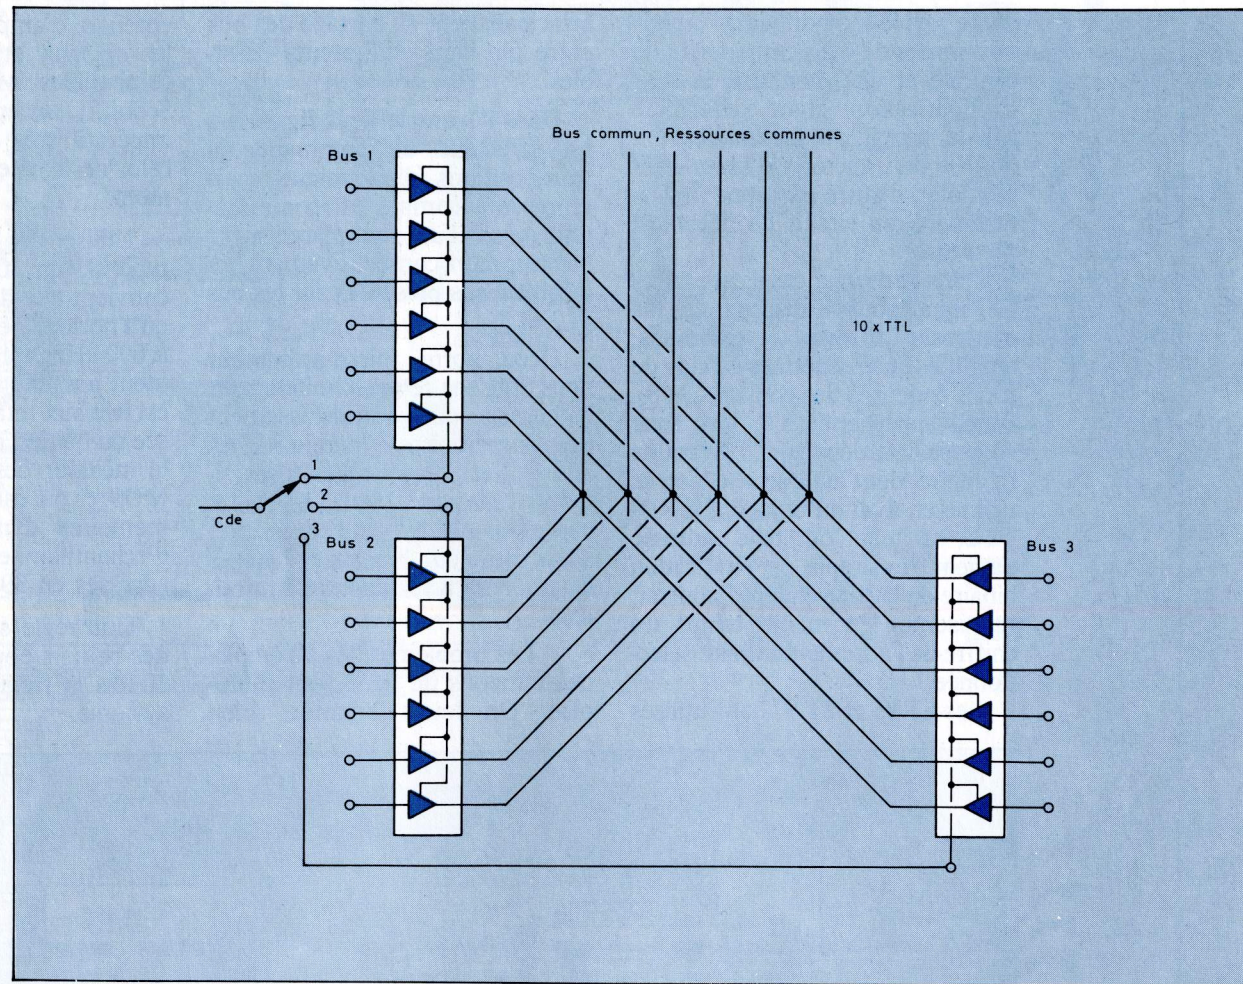 Bus commun, Ressources communes
Bus 1
10 x TTL
1
2
Cde
3
Bus 2
Bus 3